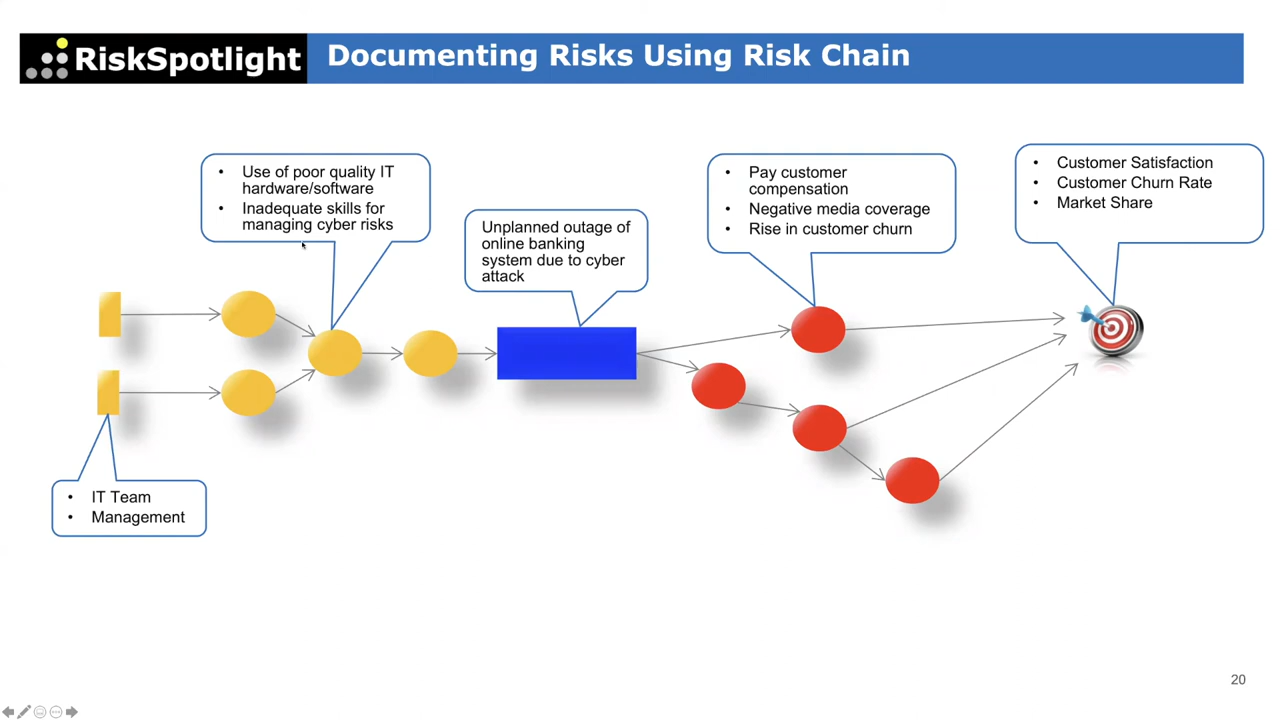 RiskSpotlight
Documenting Risks Using Risk Chain
• Use of poor quality IT
hardware/software
• Inadequate skills for
managing cyber risks
Unplanned outage of
online banking
system due to cyber
attack
• Pay customer
compensation
• Negative media coverage
• Rise in customer churn
• Customer Satisfaction
• Customer Churn Rate
• Market Share
• IT Team
• Management
20